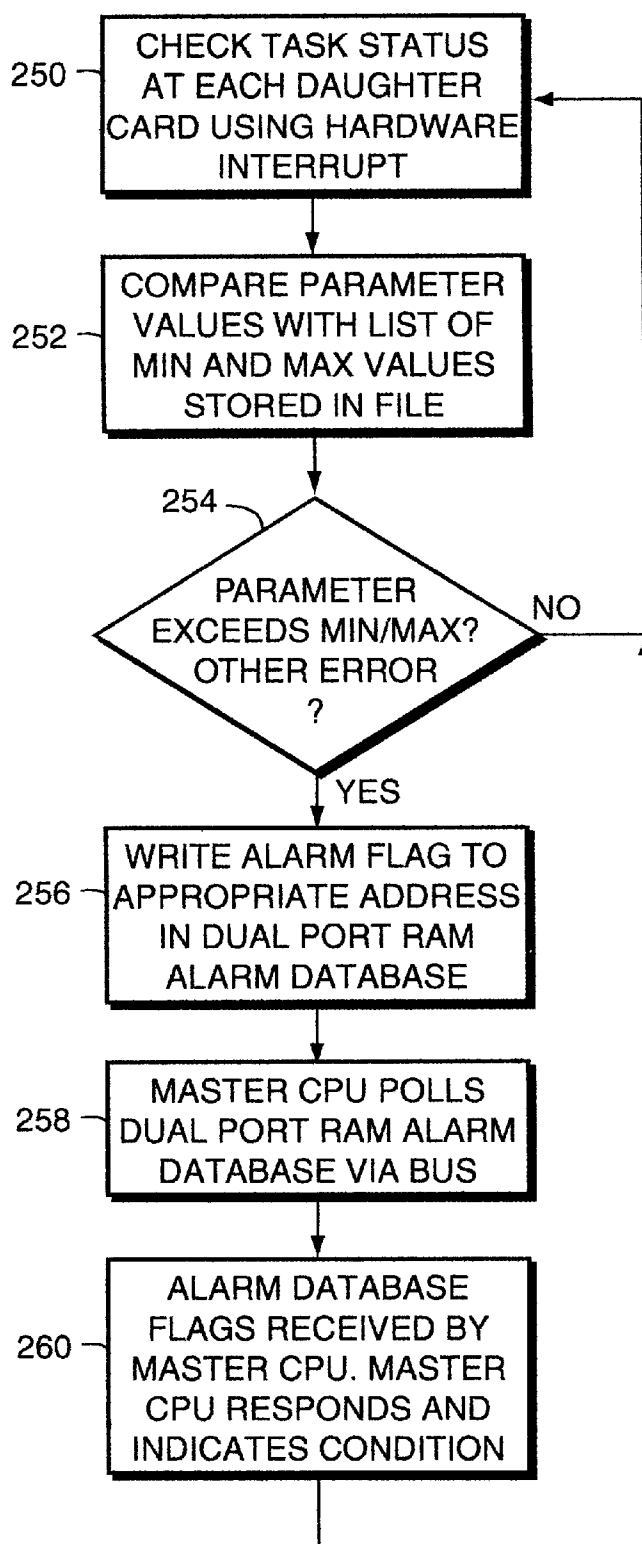 250
CHECK TASK STATUS
AT EACH DAUGHTER
CARD USING HARDWARE
INTERRUPT
252
COMPARE PARAMETER
VALUES WITH LIST OF
MIN AND MAX VALUES
STORED IN FILE
254
PARAMETER
EXCEEDS MIN/MAX?
OTHER ERROR
?
NO
YES
256
WRITE ALARM FLAG TO
APPROPRIATE ADDRESS
IN DUAL PORT RAM
ALARM DATABASE
258
MASTER CPU POLLS
DUAL PORT RAM ALARM
DATABASE VIA BUS
260
ALARM DATABASE
FLAGS RECEIVED BY
MASTER CPU. MASTER
CPU RESPONDS AND
INDICATES CONDITION